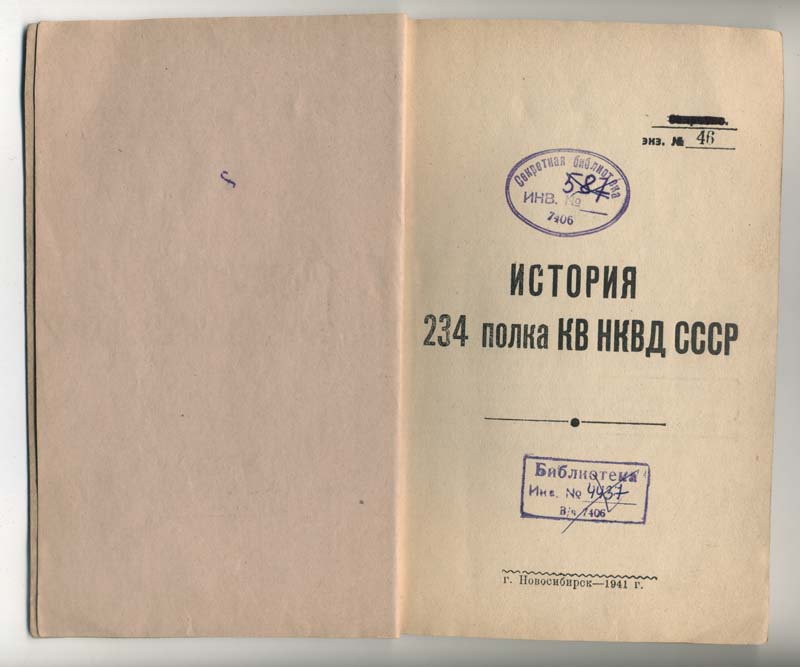 экз. № 46
Секретная библиотека
587
ИНВ. №
7406
ИСТОРИЯ
234 полка КВ НКВД СССР
Библиотека
Инв. № 4937
В/ч 7406
г. Новосибирск—1941 г.